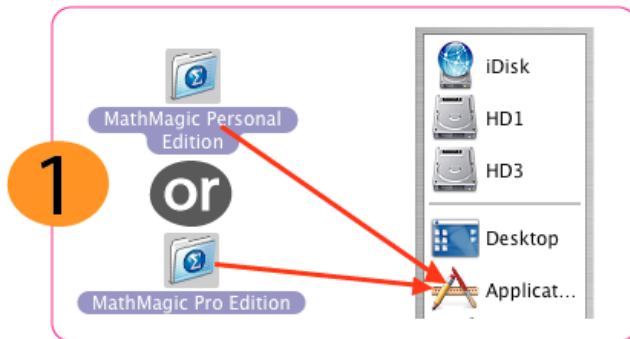 1
MathMagic Personal
Edition
or
MathMagic Pro Edition
iDisk
HD1
HD3
Desktop
Applicat...